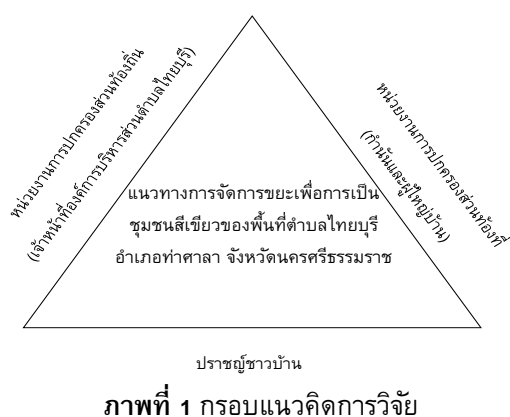 หน่วยงานการปกครองส่วนท้องถิ่น
(เจ้าหน้าที่องค์การบริหารส่วนตำบลไทยบุรี)
หน่วยงานการปกครองส่วนท้องที่
(กำนันและผู้ใหญ่บ้าน)
แนวทางการจัดการขยะเพื่อการเป็น
ชุมชนสีเขียวของพื้นที่ตำบลไทยบุรี
อำเภอท่าศาลา จังหวัดนครศรีธรรมราช
ปราชญ์ชาวบ้าน
ภาพที่ 1 กรอบแนวคิดการวิจัย